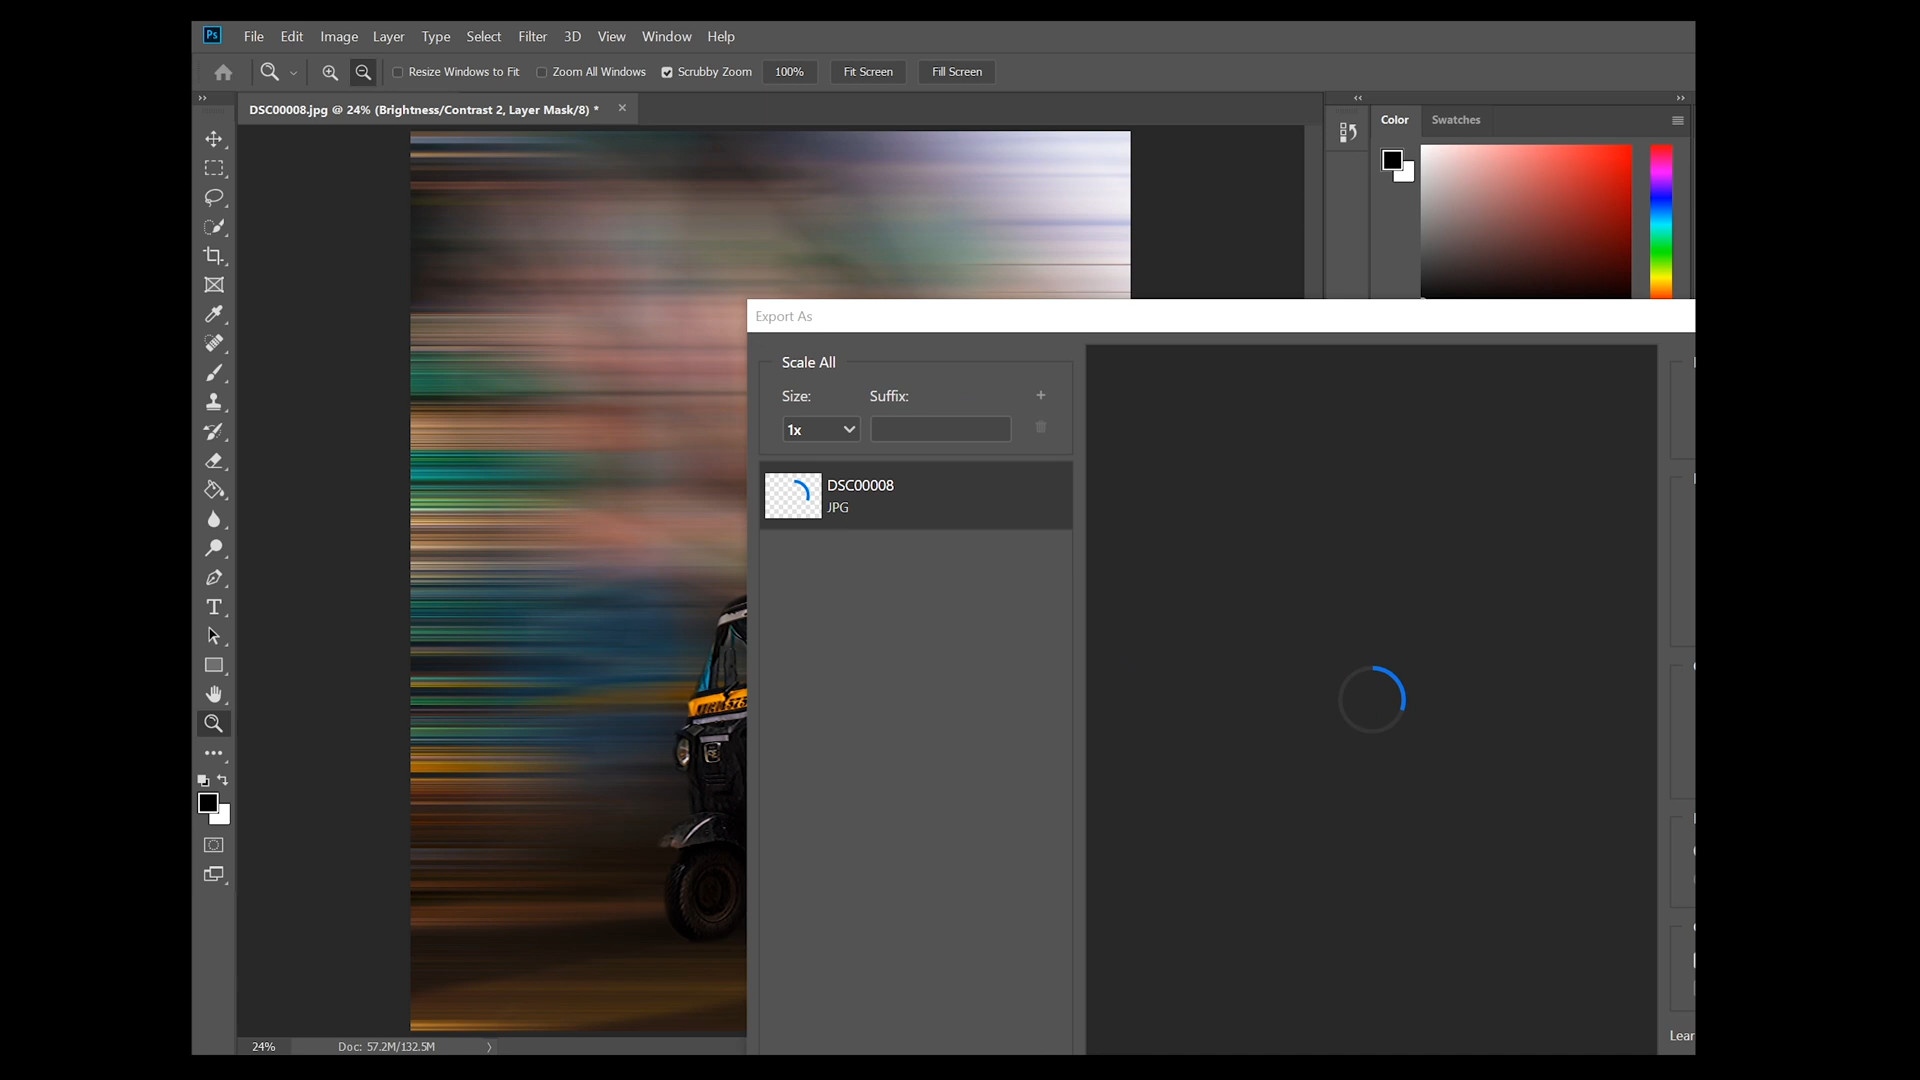 Ps File Edit Image Layer Type Select Filter 3D View Window Help
Resize Windows to Fit Zoom All Windows Scrubby Zoom 100% Fit Screen Fill Screen
DSC00008.jpg @ 24% (Brightness/Contrast 2, Layer Mask/8) *
Color Swatches
Export As
Scale All
Size: Suffix:
1x
DSC00008
JPG
T
Lear
24% Doc: 57.2M/132.5M